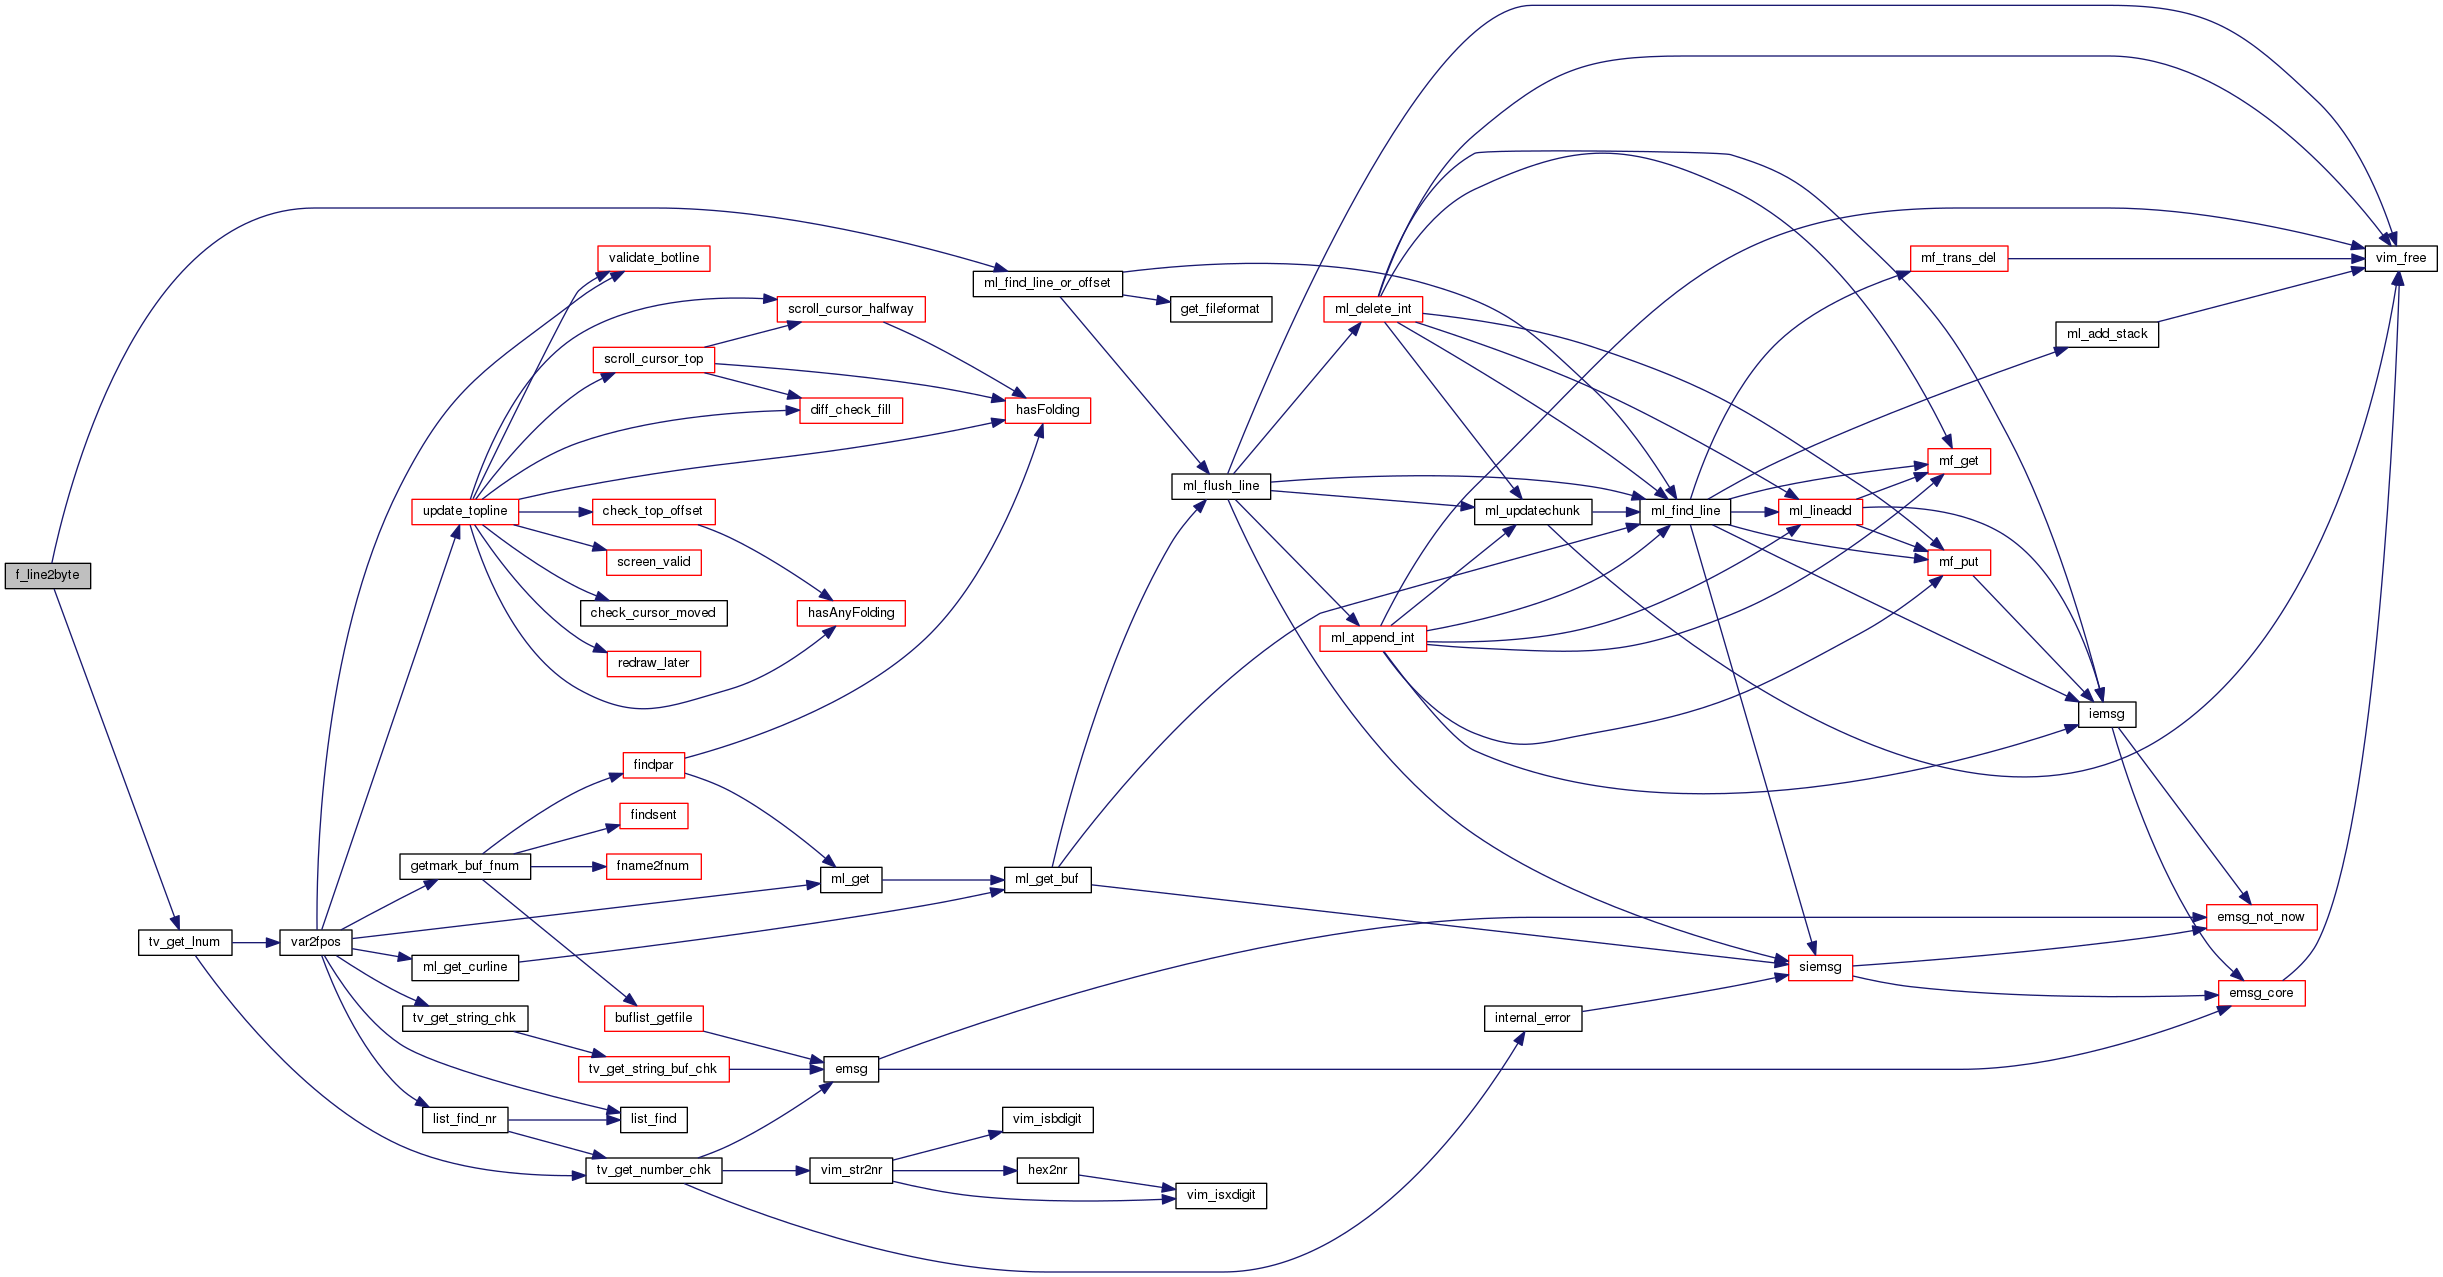 f_line2byte
tv_get_lnum
var2fpos
update_topline
getmark_buf_fnum
ml_get_curline
tv_get_string_chk
list_find_nr
validate_botline
scroll_cursor_top
check_top_offset
screen_valid
check_cursor_moved
redraw_later
findpar
findsent
fname2fnum
buflist_getfile
tv_get_string_buf_chk
list_find
tv_get_number_chk
scroll_cursor_halfway
diff_check_fill
hasAnyFolding
ml_get
emsg
vim_str2nr
ml_find_line_or_offset
hasFolding
ml_get_buf
vim_isbdigit
hex2nr
get_fileformat
ml_flush_line
vim_isxdigit
ml_delete_int
ml_append_int
ml_updatechunk
internal_error
ml_find_line
ml_lineadd
siemsg
mf_trans_del
mf_get
mf_put
ml_add_stack
iemsg
emsg_not_now
emsg_core
vim_free